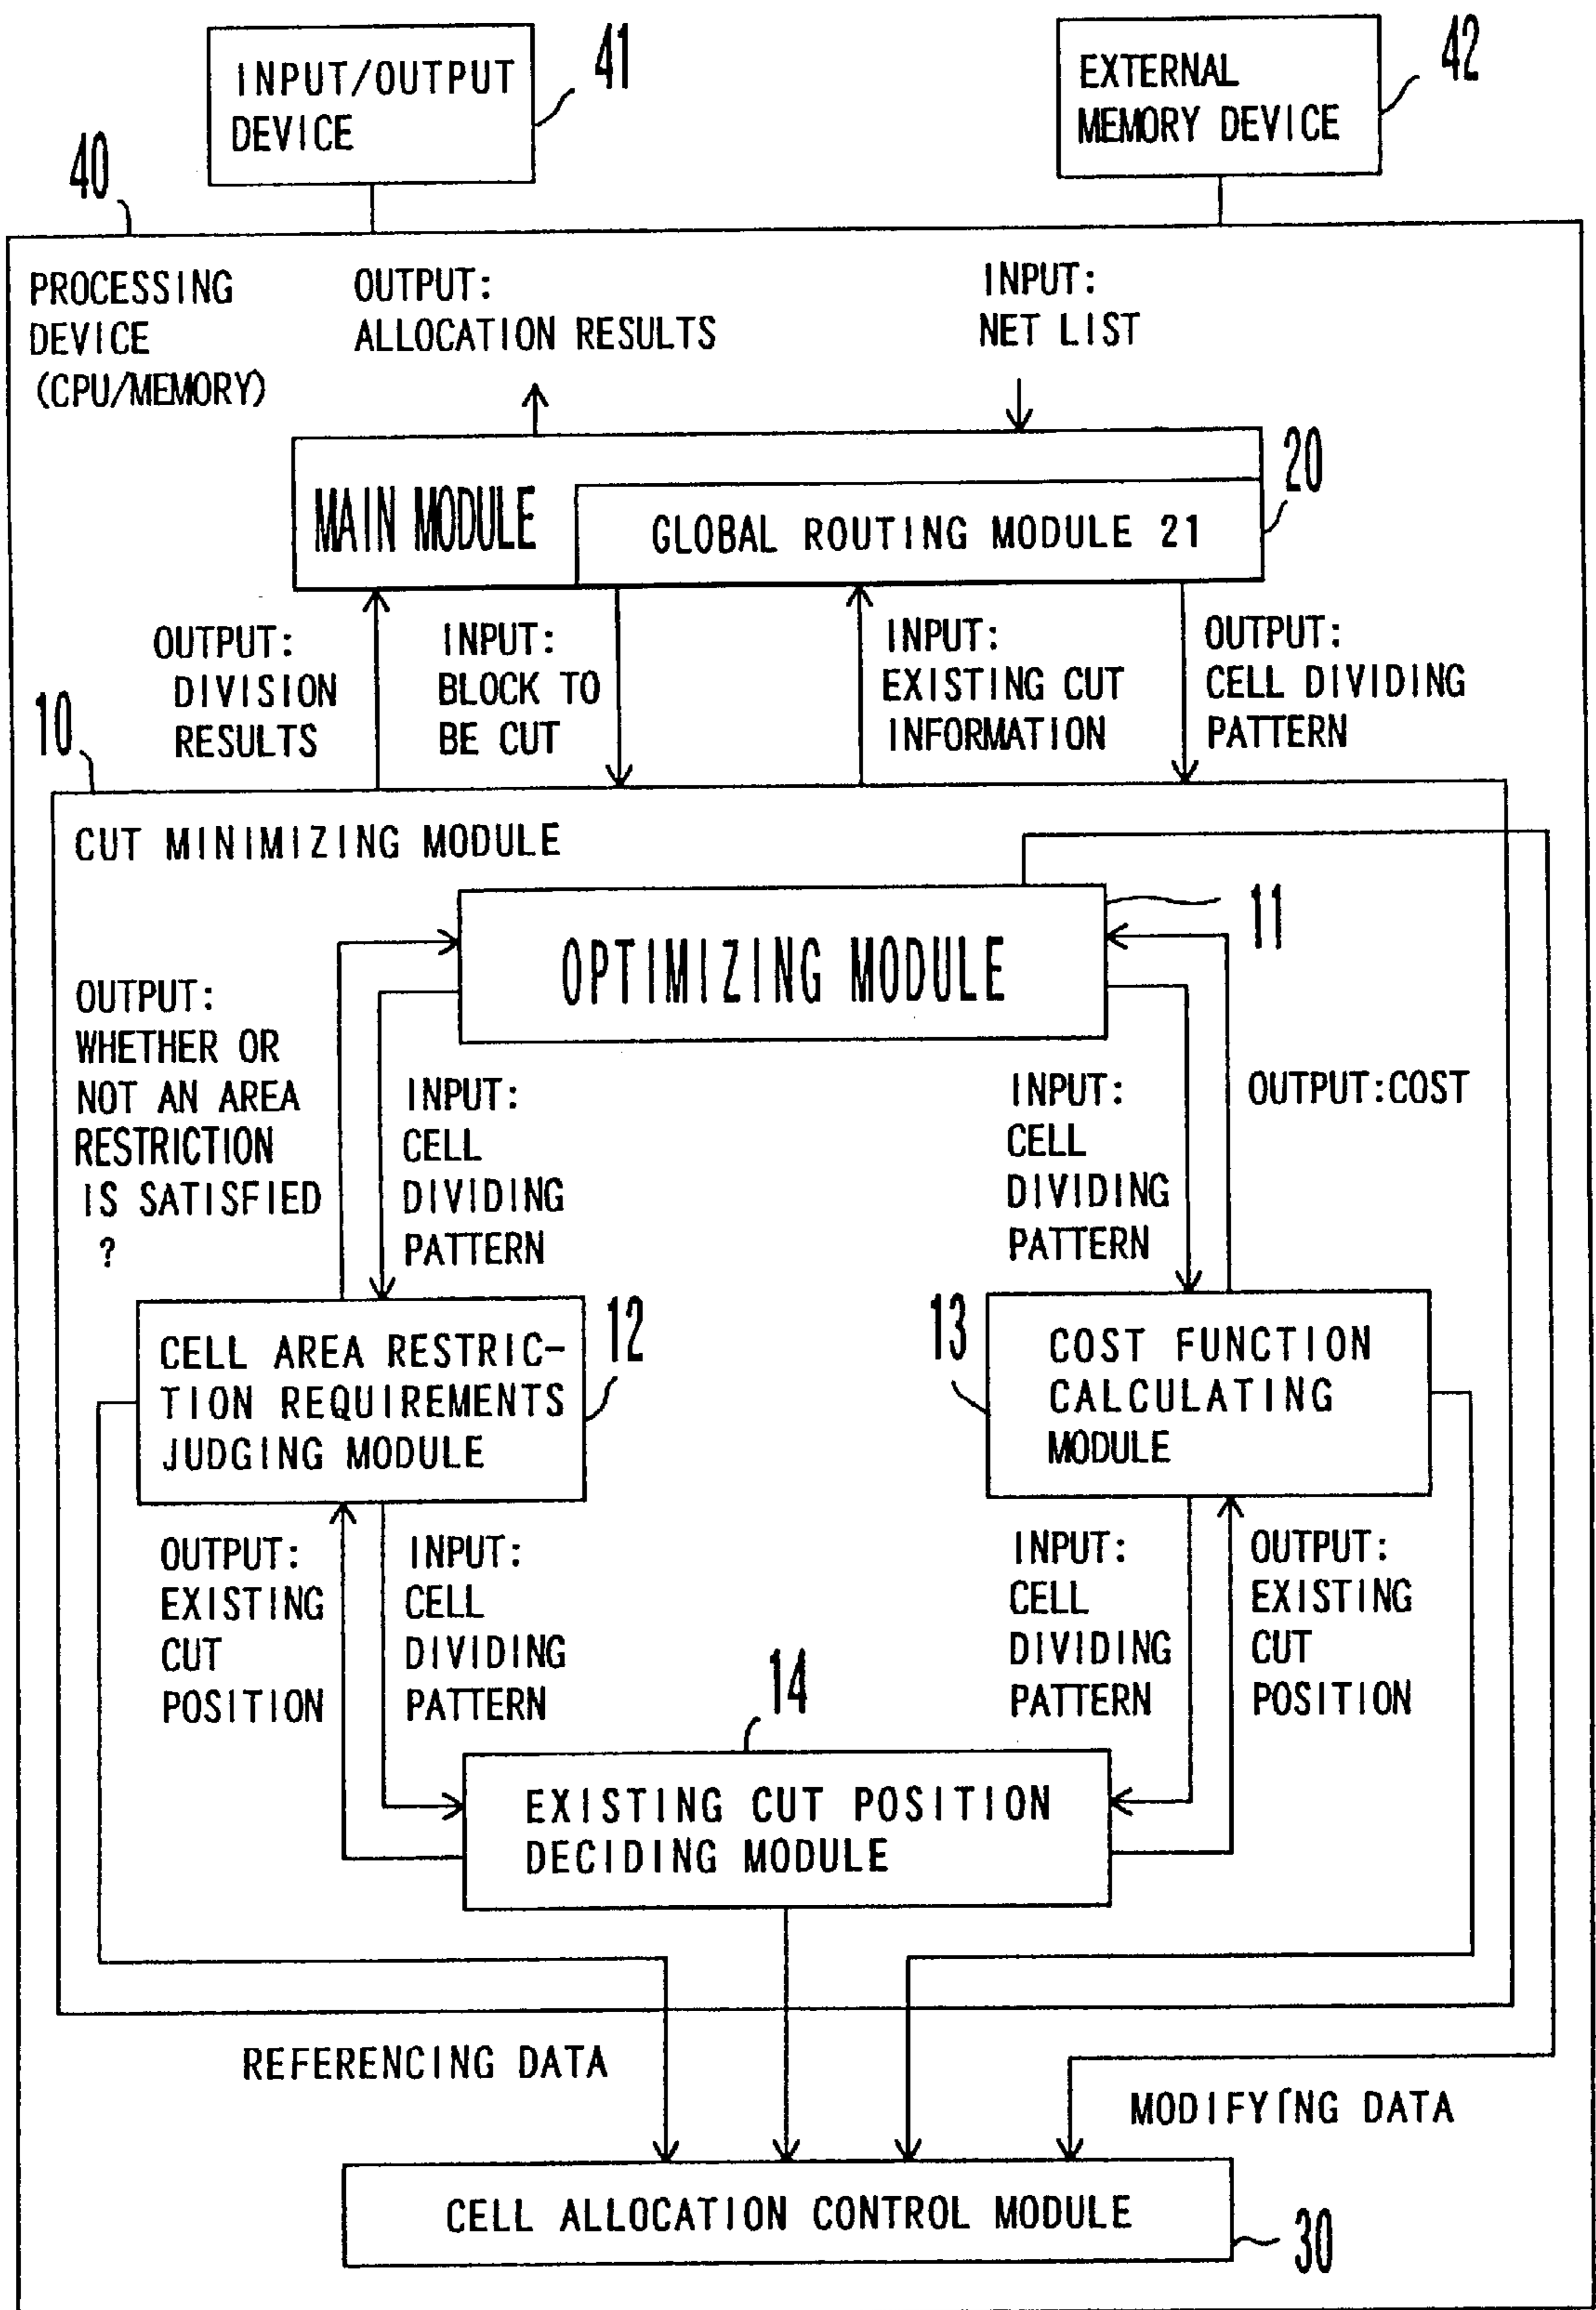 INPUT/OUTPUT
DEVICE
41
EXTERNAL
MEMORY DEVICE
42
40
PROCESSING
DEVICE
(CPU/MEMORY)
OUTPUT:
ALLOCATION RESULTS
INPUT:
NET LIST
MAIN MODULE
GLOBAL ROUTING MODULE 21
20
OUTPUT:
DIVISION
RESULTS
INPUT:
BLOCK TO
BE CUT
INPUT:
EXISTING CUT
INFORMATION
OUTPUT:
CELL DIVIDING
PATTERN
10
CUT MINIMIZING MODULE
OPTIMIZING MODULE
11
OUTPUT:
WHETHER OR
NOT AN AREA
RESTRICTION
IS SATISFIED
?
INPUT:
CELL
DIVIDING
PATTERN
INPUT:
CELL
DIVIDING
PATTERN
OUTPUT:COST
CELL AREA RESTRIC-
TION REQUIREMENTS
JUDGING MODULE
12
13
COST FUNCTION
CALCULATING
MODULE
OUTPUT:
EXISTING
CUT
POSITION
INPUT:
CELL
DIVIDING
PATTERN
INPUT:
CELL
DIVIDING
PATTERN
OUTPUT:
EXISTING
CUT
POSITION
14
EXISTING CUT POSITION
DECIDING MODULE
REFERENCING DATA
MODIFYING DATA
CELL ALLOCATION CONTROL MODULE
30